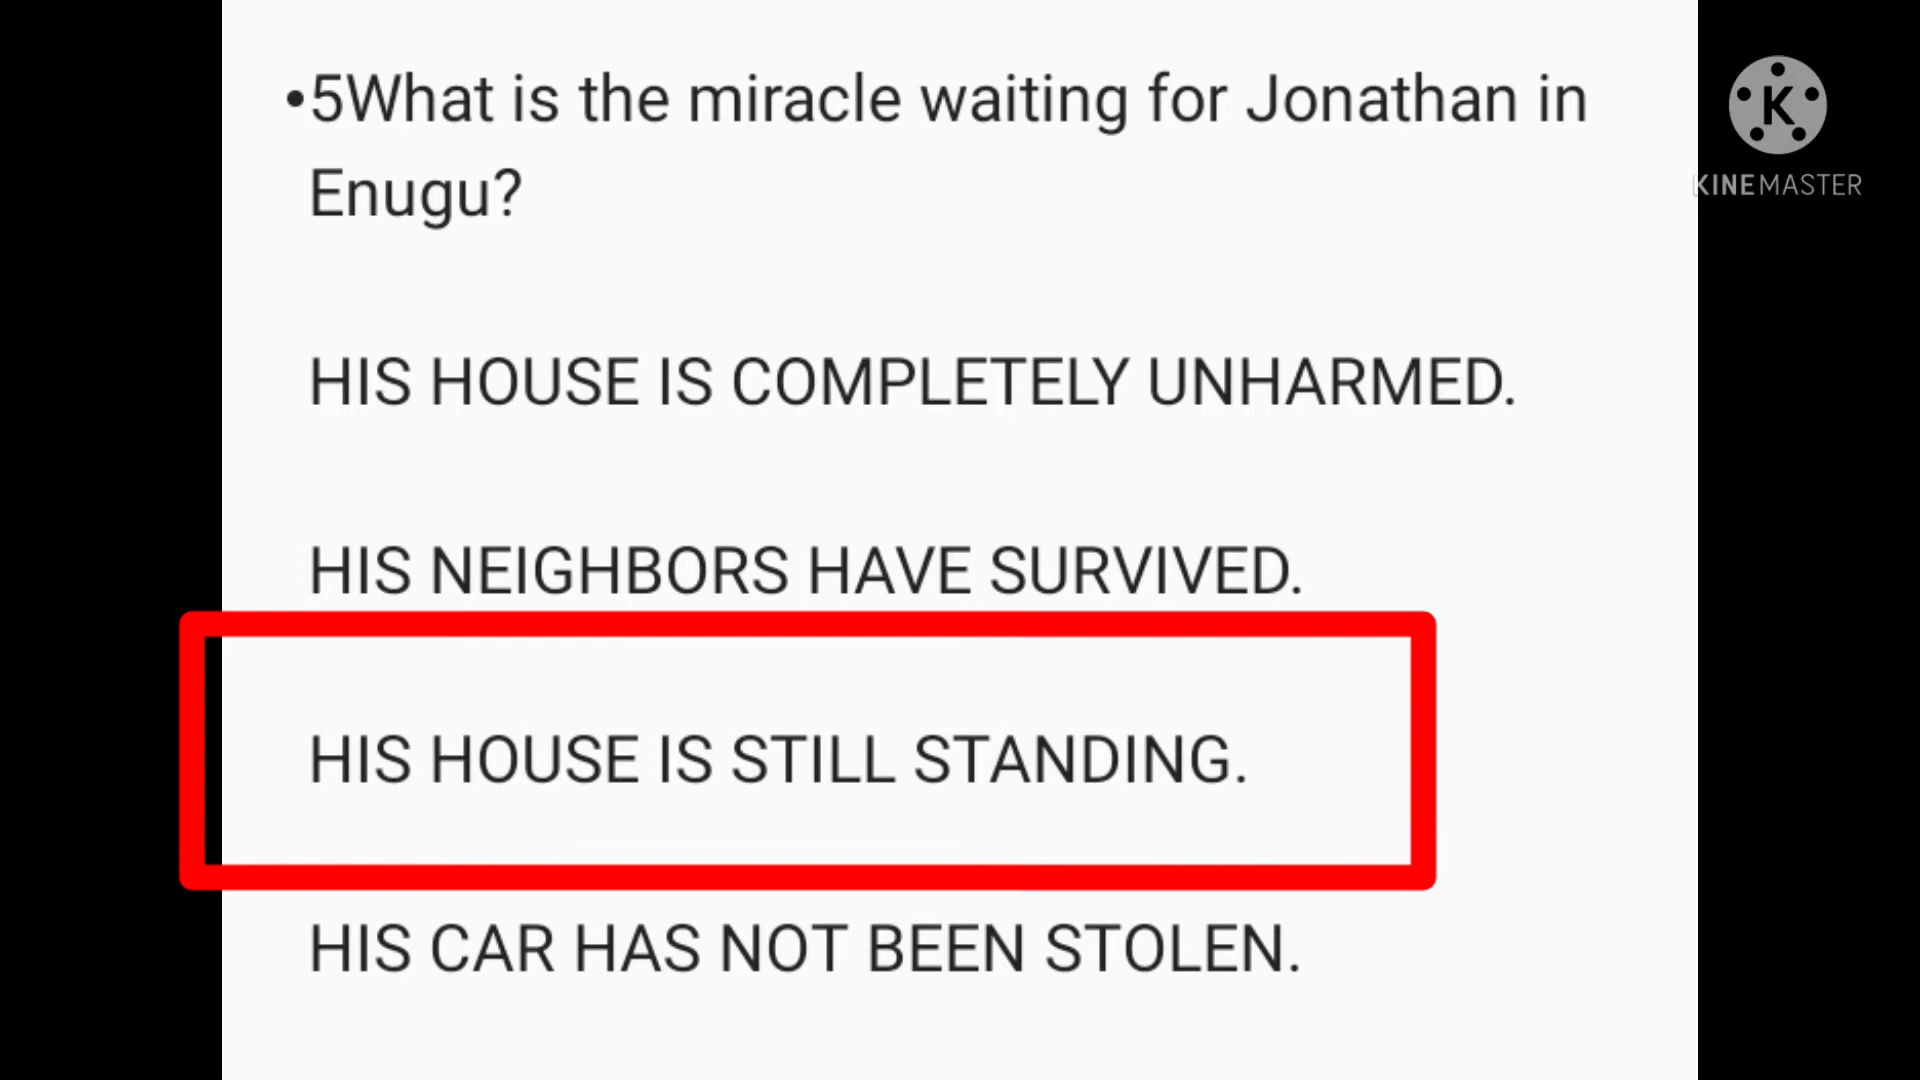 •5What is the miracle waiting for Jonathan in
Enugu?
HIS HOUSE IS COMPLETELY UNHARMED.
HIS NEIGHBORS HAVE SURVIVED.
HIS HOUSE IS STILL STANDING.
HIS CAR HAS NOT BEEN STOLEN.
K
KINEMASTER